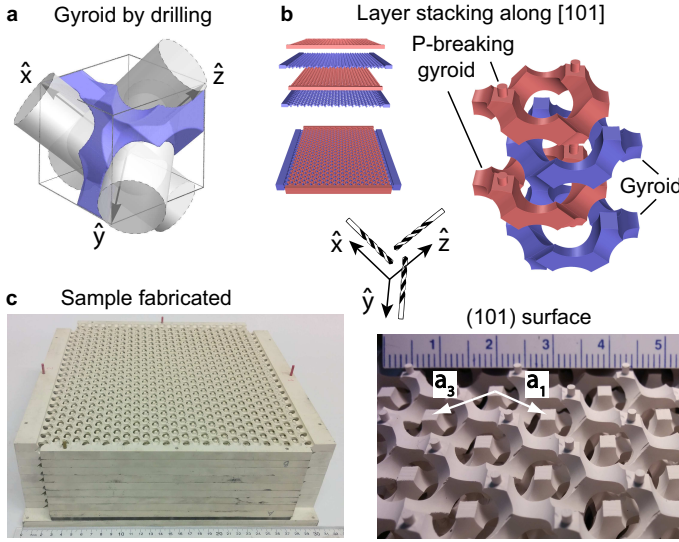 a Gyroid by drilling
x̂
ẑ
ŷ
b Layer stacking along [101]
P-breaking
gyroid
Gyroid
x̂
ẑ
ŷ
c Sample fabricated
(101) surface
1 2 3 4 5
a₃ a₁